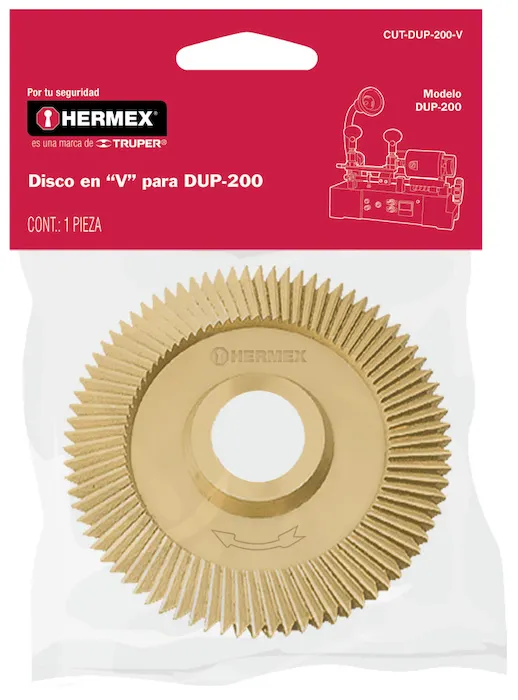 CUT-DUP-200-V
Por tu seguridad
HERMEX®
es una marca de TRUPER®
Modelo
DUP-200
Disco en “V” para DUP-200
CONT.: 1 PIEZA
HERMEX